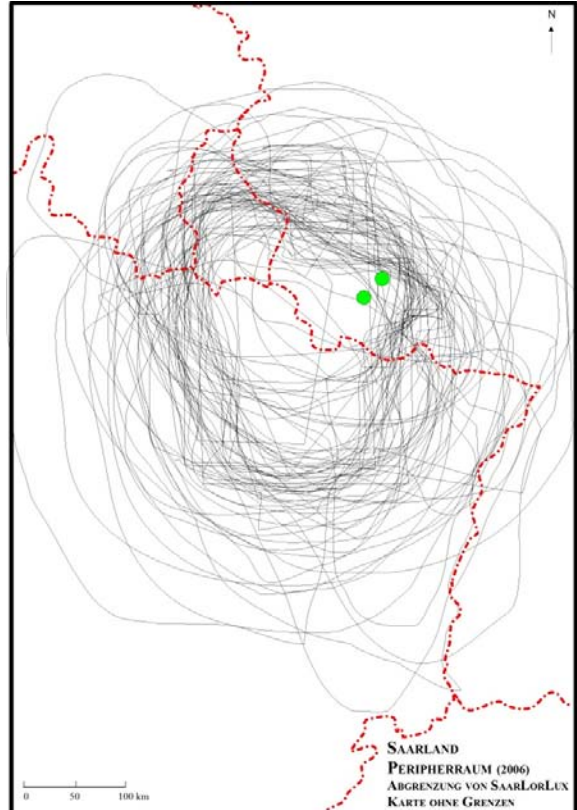 N
SAARLAND
PERIPHERRAUM (2006)
ABGRENZUNG VON SAARLORLUX
KARTE OHNE GRENZEN
0 50 100 km